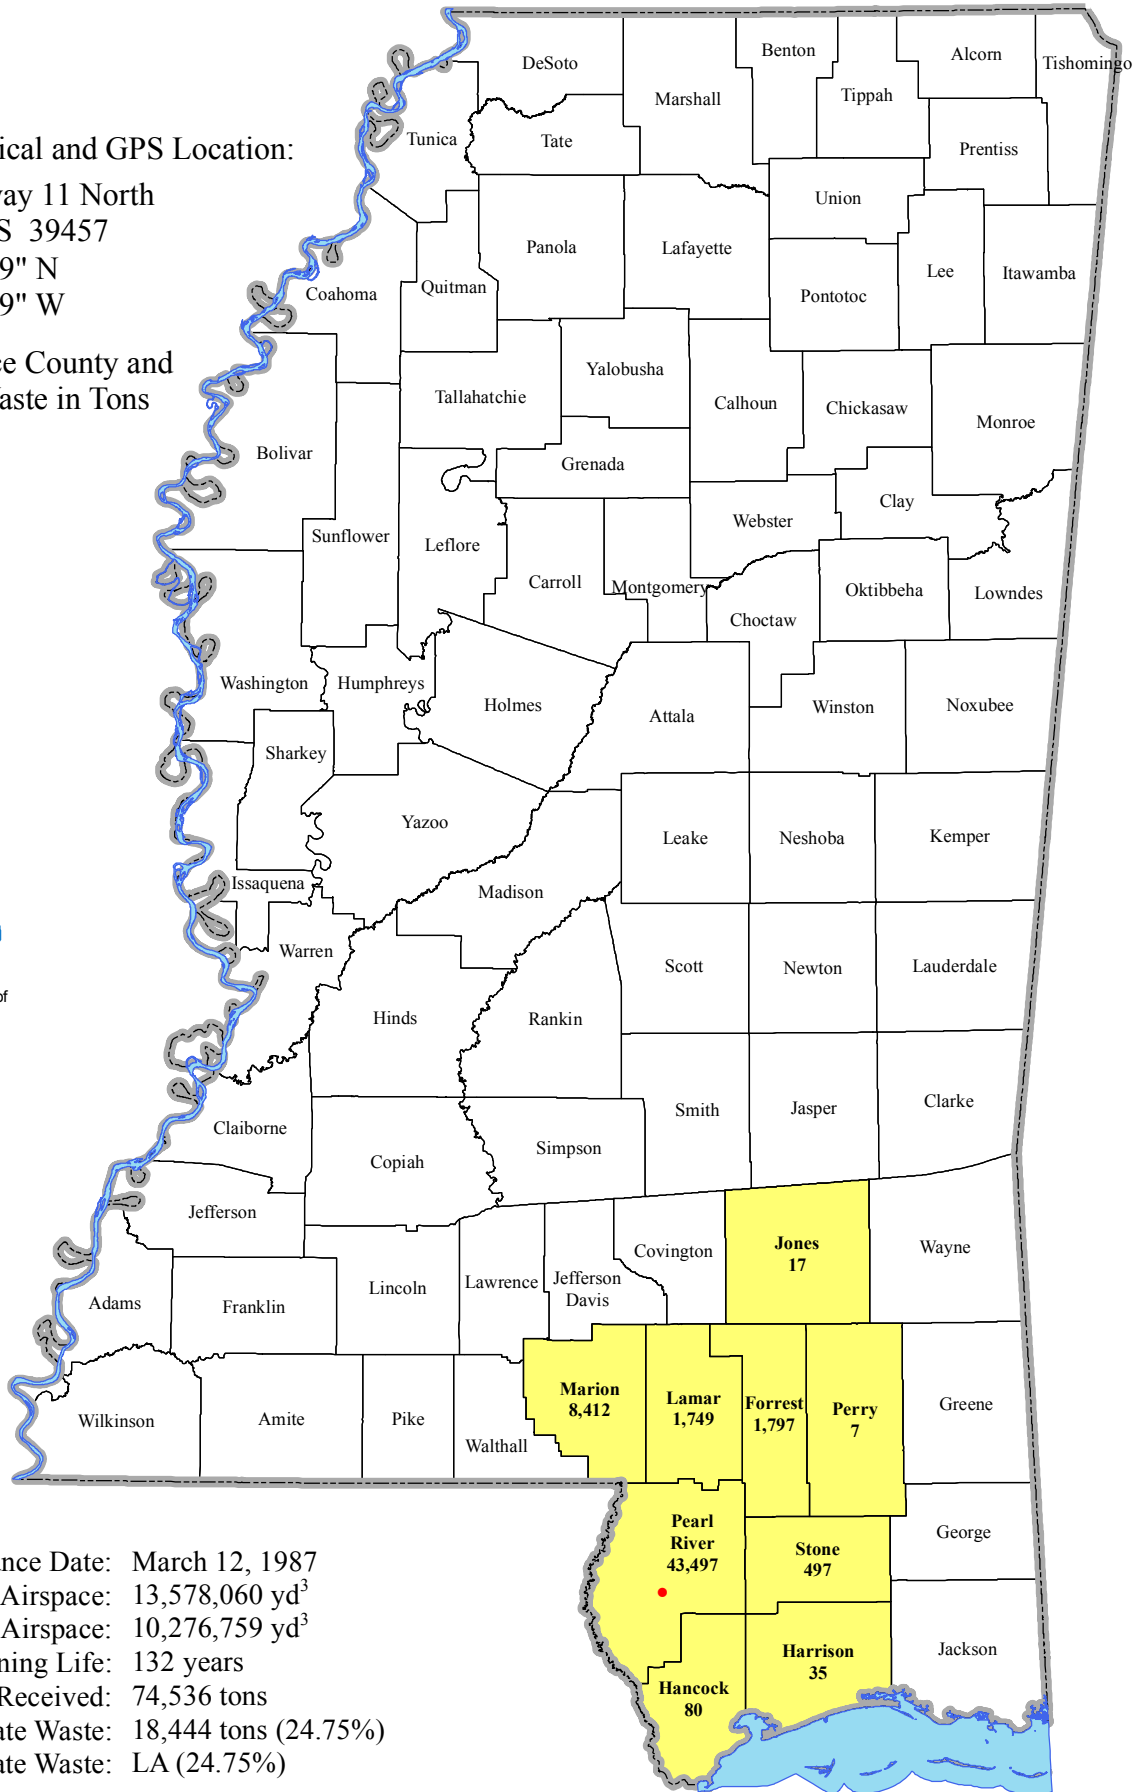 ical and GPS Location:
ay 11 North
S 39457
9" N
9" W
ce County and
aste in Tons
of
DeSoto
Benton
Alcorn
Tishomingo
Marshall
Tippah
Tunica
Tate
Prentiss
Union
Panola
Lafayette
Lee
Itawamba
Quitman
Coahoma
Pontotoc
Yalobusha
Tallahatchie
Calhoun
Chickasaw
Monroe
Bolivar
Grenada
Clay
Webster
Sunflower
Leflore
Carroll
Montgomery
Oktibbeha
Lowndes
Choctaw
Washington
Humphreys
Holmes
Attala
Winston
Noxubee
Sharkey
Yazoo
Leake
Neshoba
Kemper
Issaquena
Madison
Warren
Scott
Newton
Lauderdale
Hinds
Rankin
Smith
Jasper
Clarke
Claiborne
Copiah
Simpson
Jefferson
Covington
Jones
17
Wayne
Adams
Franklin
Lincoln
Lawrence
Jefferson
Davis
Marion
8,412
Lamar
1,749
Forrest
1,797
Perry
7
Greene
Wilkinson
Amite
Pike
Walthall
Pearl
River
43,497
Stone
497
George
Harrison
35
Jackson
Hancock
80
nce Date: March 12, 1987
Airspace: 13,578,060 yd³
Airspace: 10,276,759 yd³
ning Life: 132 years
Received: 74,536 tons
ate Waste: 18,444 tons (24.75%)
ate Waste: LA (24.75%)